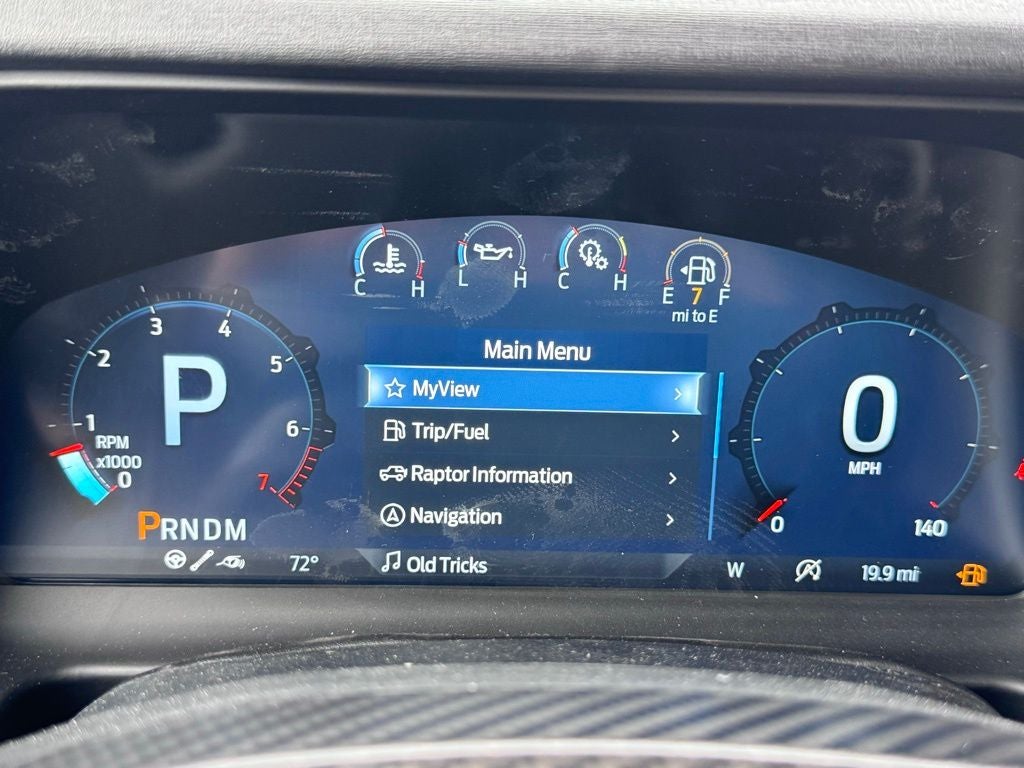 C H
L H
C H
E 7 F
mi to E
Main Menu
MyView
Trip/Fuel
Raptor Information
Navigation
Old Tricks
P
0 1 2 3 4 5 6 7
RPM
x1000
PRNDM
72°
0
MPH
0 140
W
19.9 mi